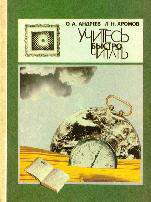 О. А. АНДРЕЕВ Л. Н. ХРОМОВ
УЧИТЕСЬ
БЫСТРО
ЧИТАТЬ